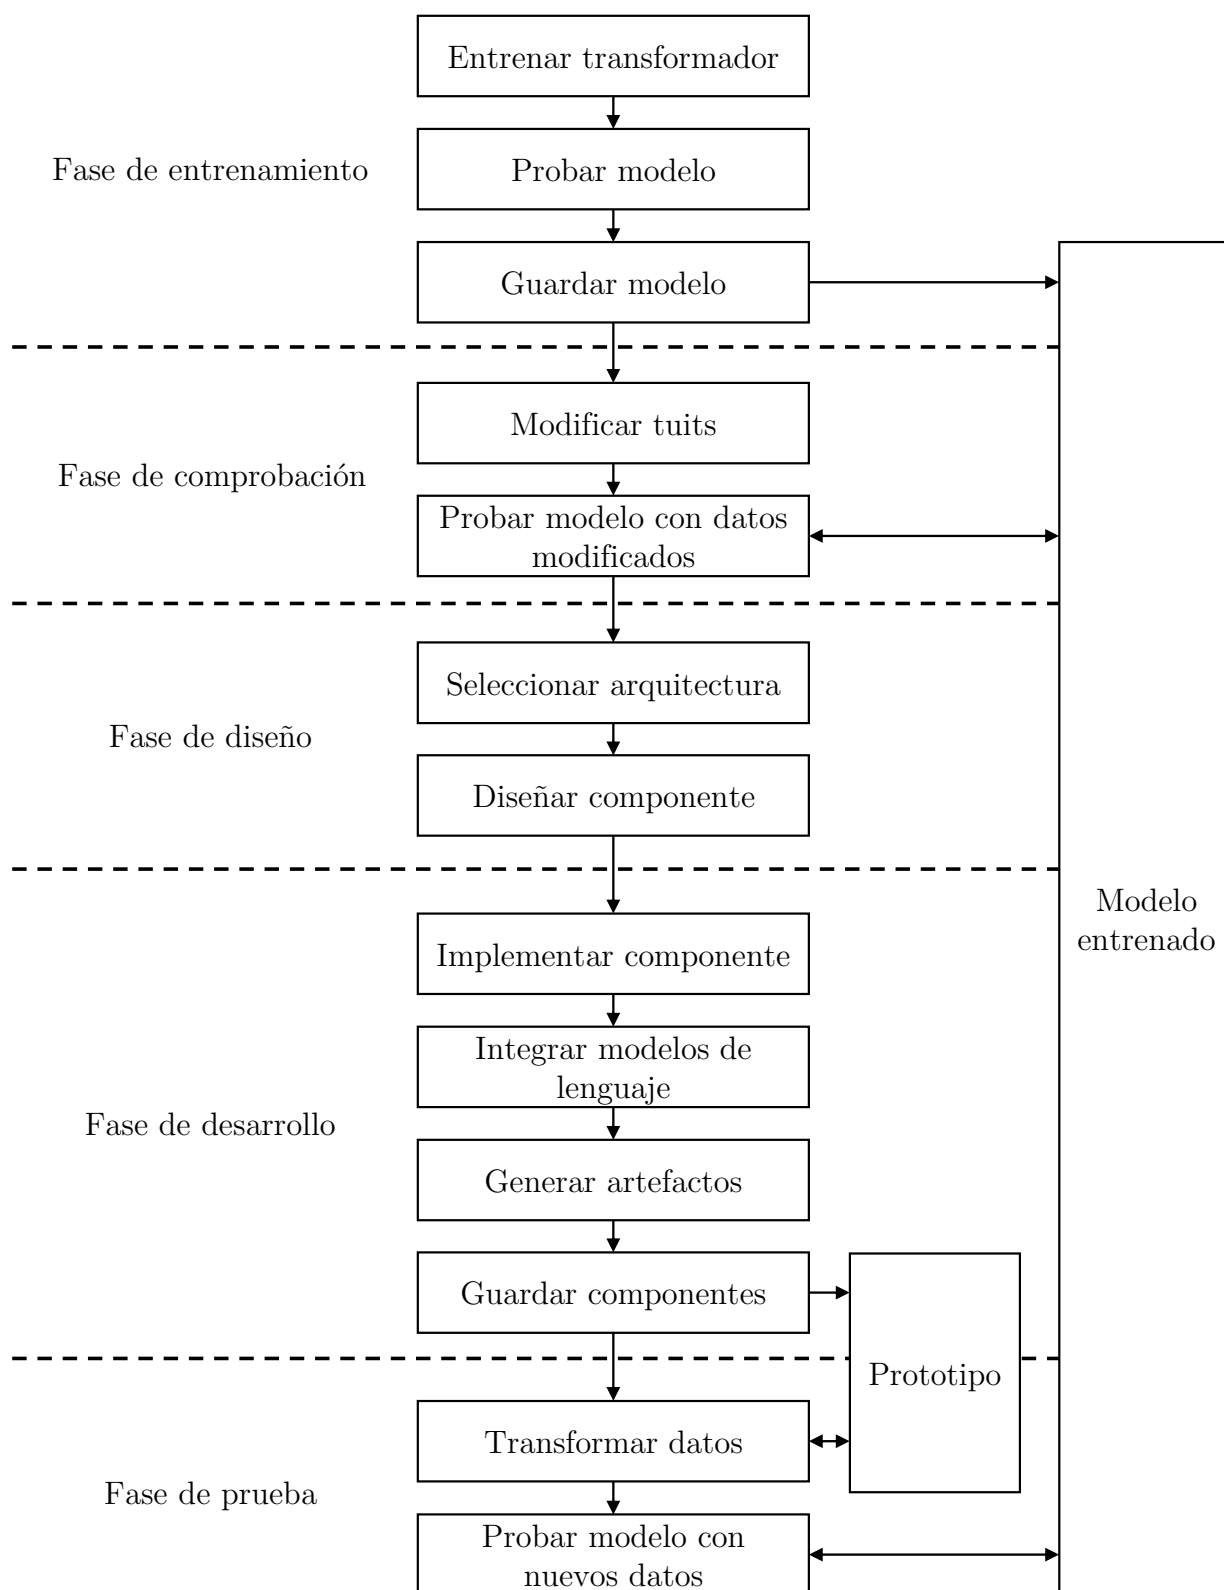 Entrenar transformador
Fase de entrenamiento
Probar modelo
Guardar modelo
Modificar tuits
Fase de comprobación
Probar modelo con datos
modificados
Seleccionar arquitectura
Fase de diseño
Diseñar componente
Modelo
entrenado
Implementar componente
Integrar modelos de
lenguaje
Fase de desarrollo
Generar artefactos
Guardar componentes
Prototipo
Transformar datos
Fase de prueba
Probar modelo con
nuevos datos